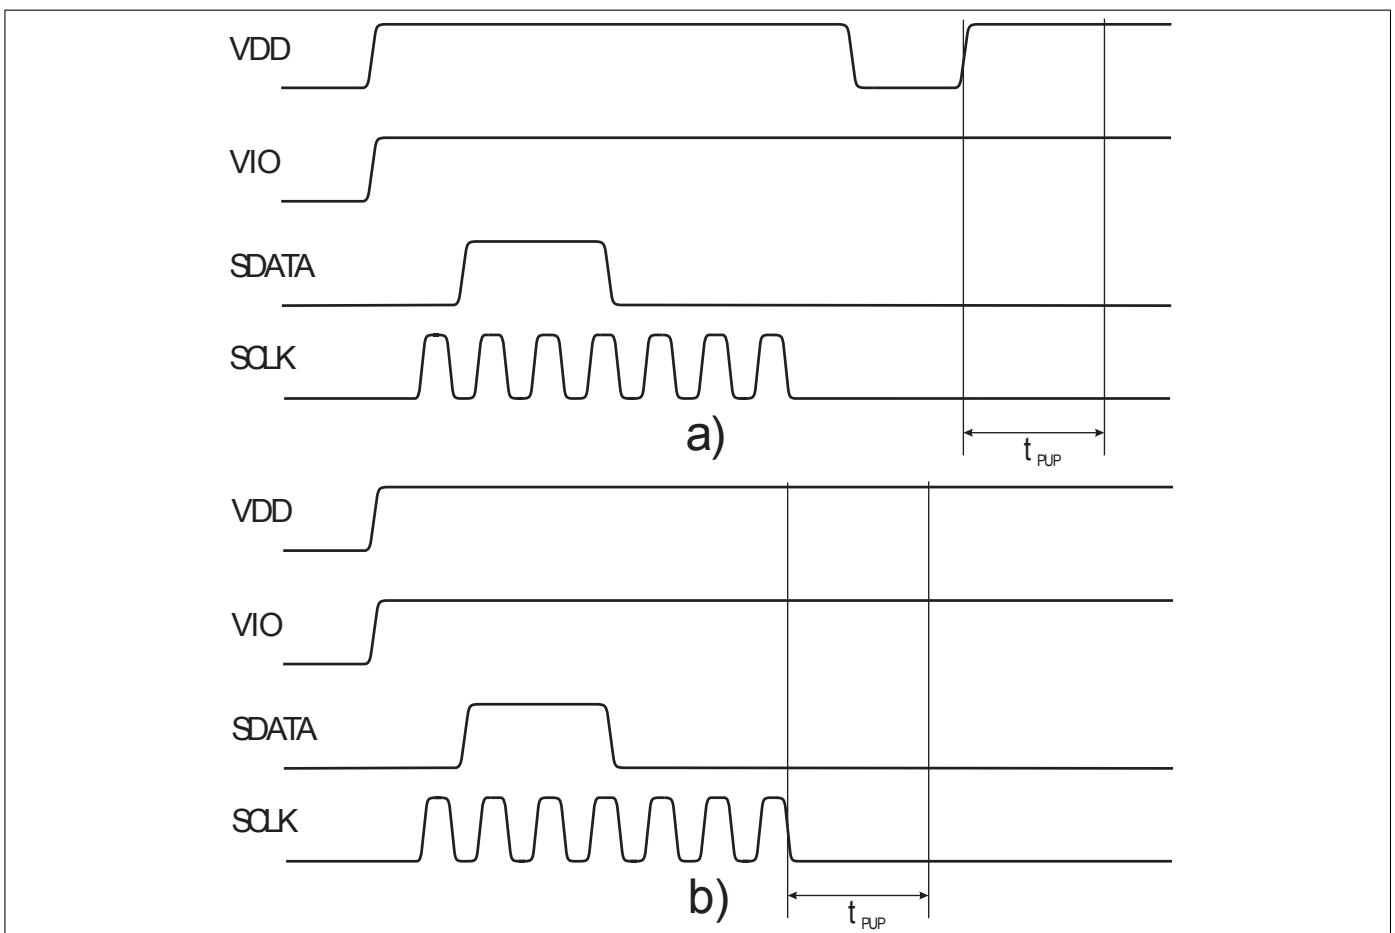 VDD
VIO
SDATA
SCLK
a)
t PUP
VDD
VIO
SDATA
SCLK
b)
t PUP